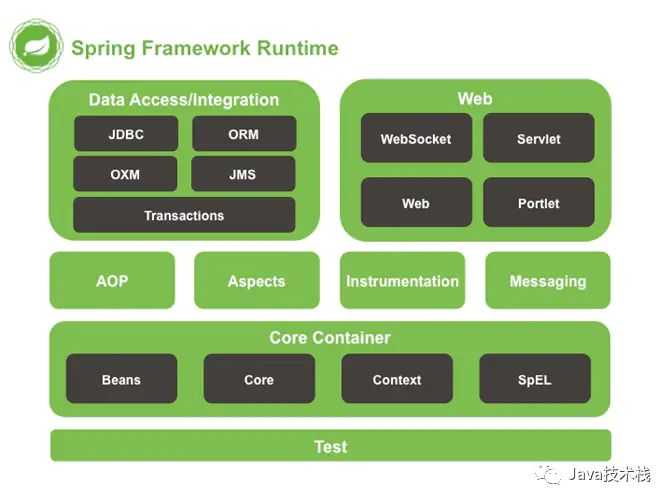 Spring Framework Runtime
Data Access/Integration
JDBC
ORM
OXM
JMS
Transactions
Web
WebSocket
Servlet
Web
Portlet
AOP
Aspects
Instrumentation
Messaging
Core Container
Beans
Core
Context
SpEL
Test
Java技术栈